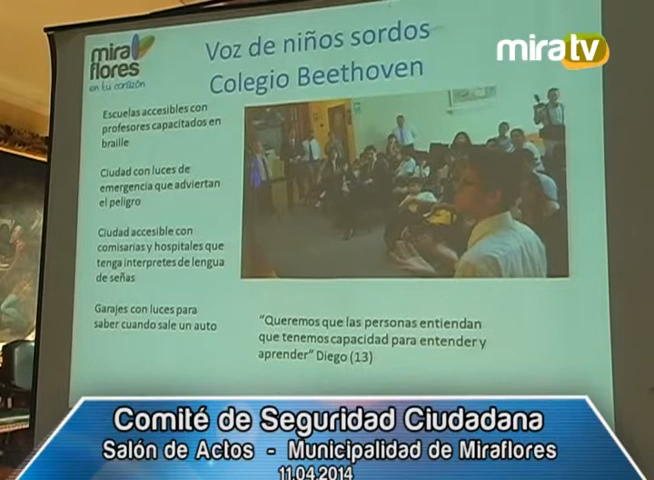 mira
flores
en tu corazón
Voz de niños sordos
Colegio Beethoven
miratv
Escuelas accesibles con
profesores capacitados en
braille
Ciudad con luces de
emergencia que adviertan
el peligro
Ciudad accesible con
comisarias y hospitales que
tenga interpretes de lengua
de señas
Garajes con luces para
saber cuando sale un auto
“Queremos que las personas entiendan
que tenemos capacidad para entender y
aprender” Diego (13)
Comité de Seguridad Ciudadana
Salón de Actos - Municipalidad de Miraflores
11.04.2014